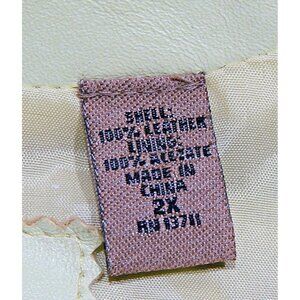 SHELL:
100% LEATHER
LINING:
100% ACETATE
MADE IN
CHINA
2X
RN 13711